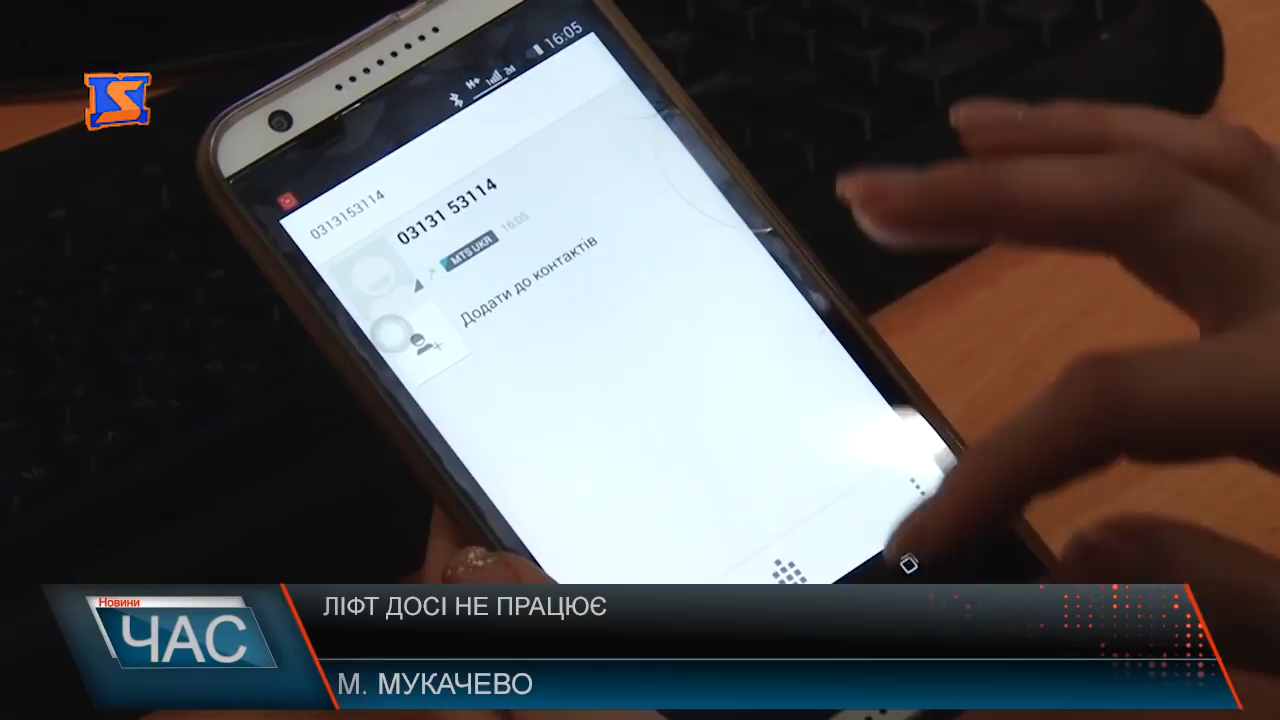 16:05
H+
0313153114
03131 53114
MTS UKR 16:05
Додати до контактів
Новини
ЧАС
ЛІФТ ДОСІ НЕ ПРАЦЮЄ
М. МУКАЧЕВО